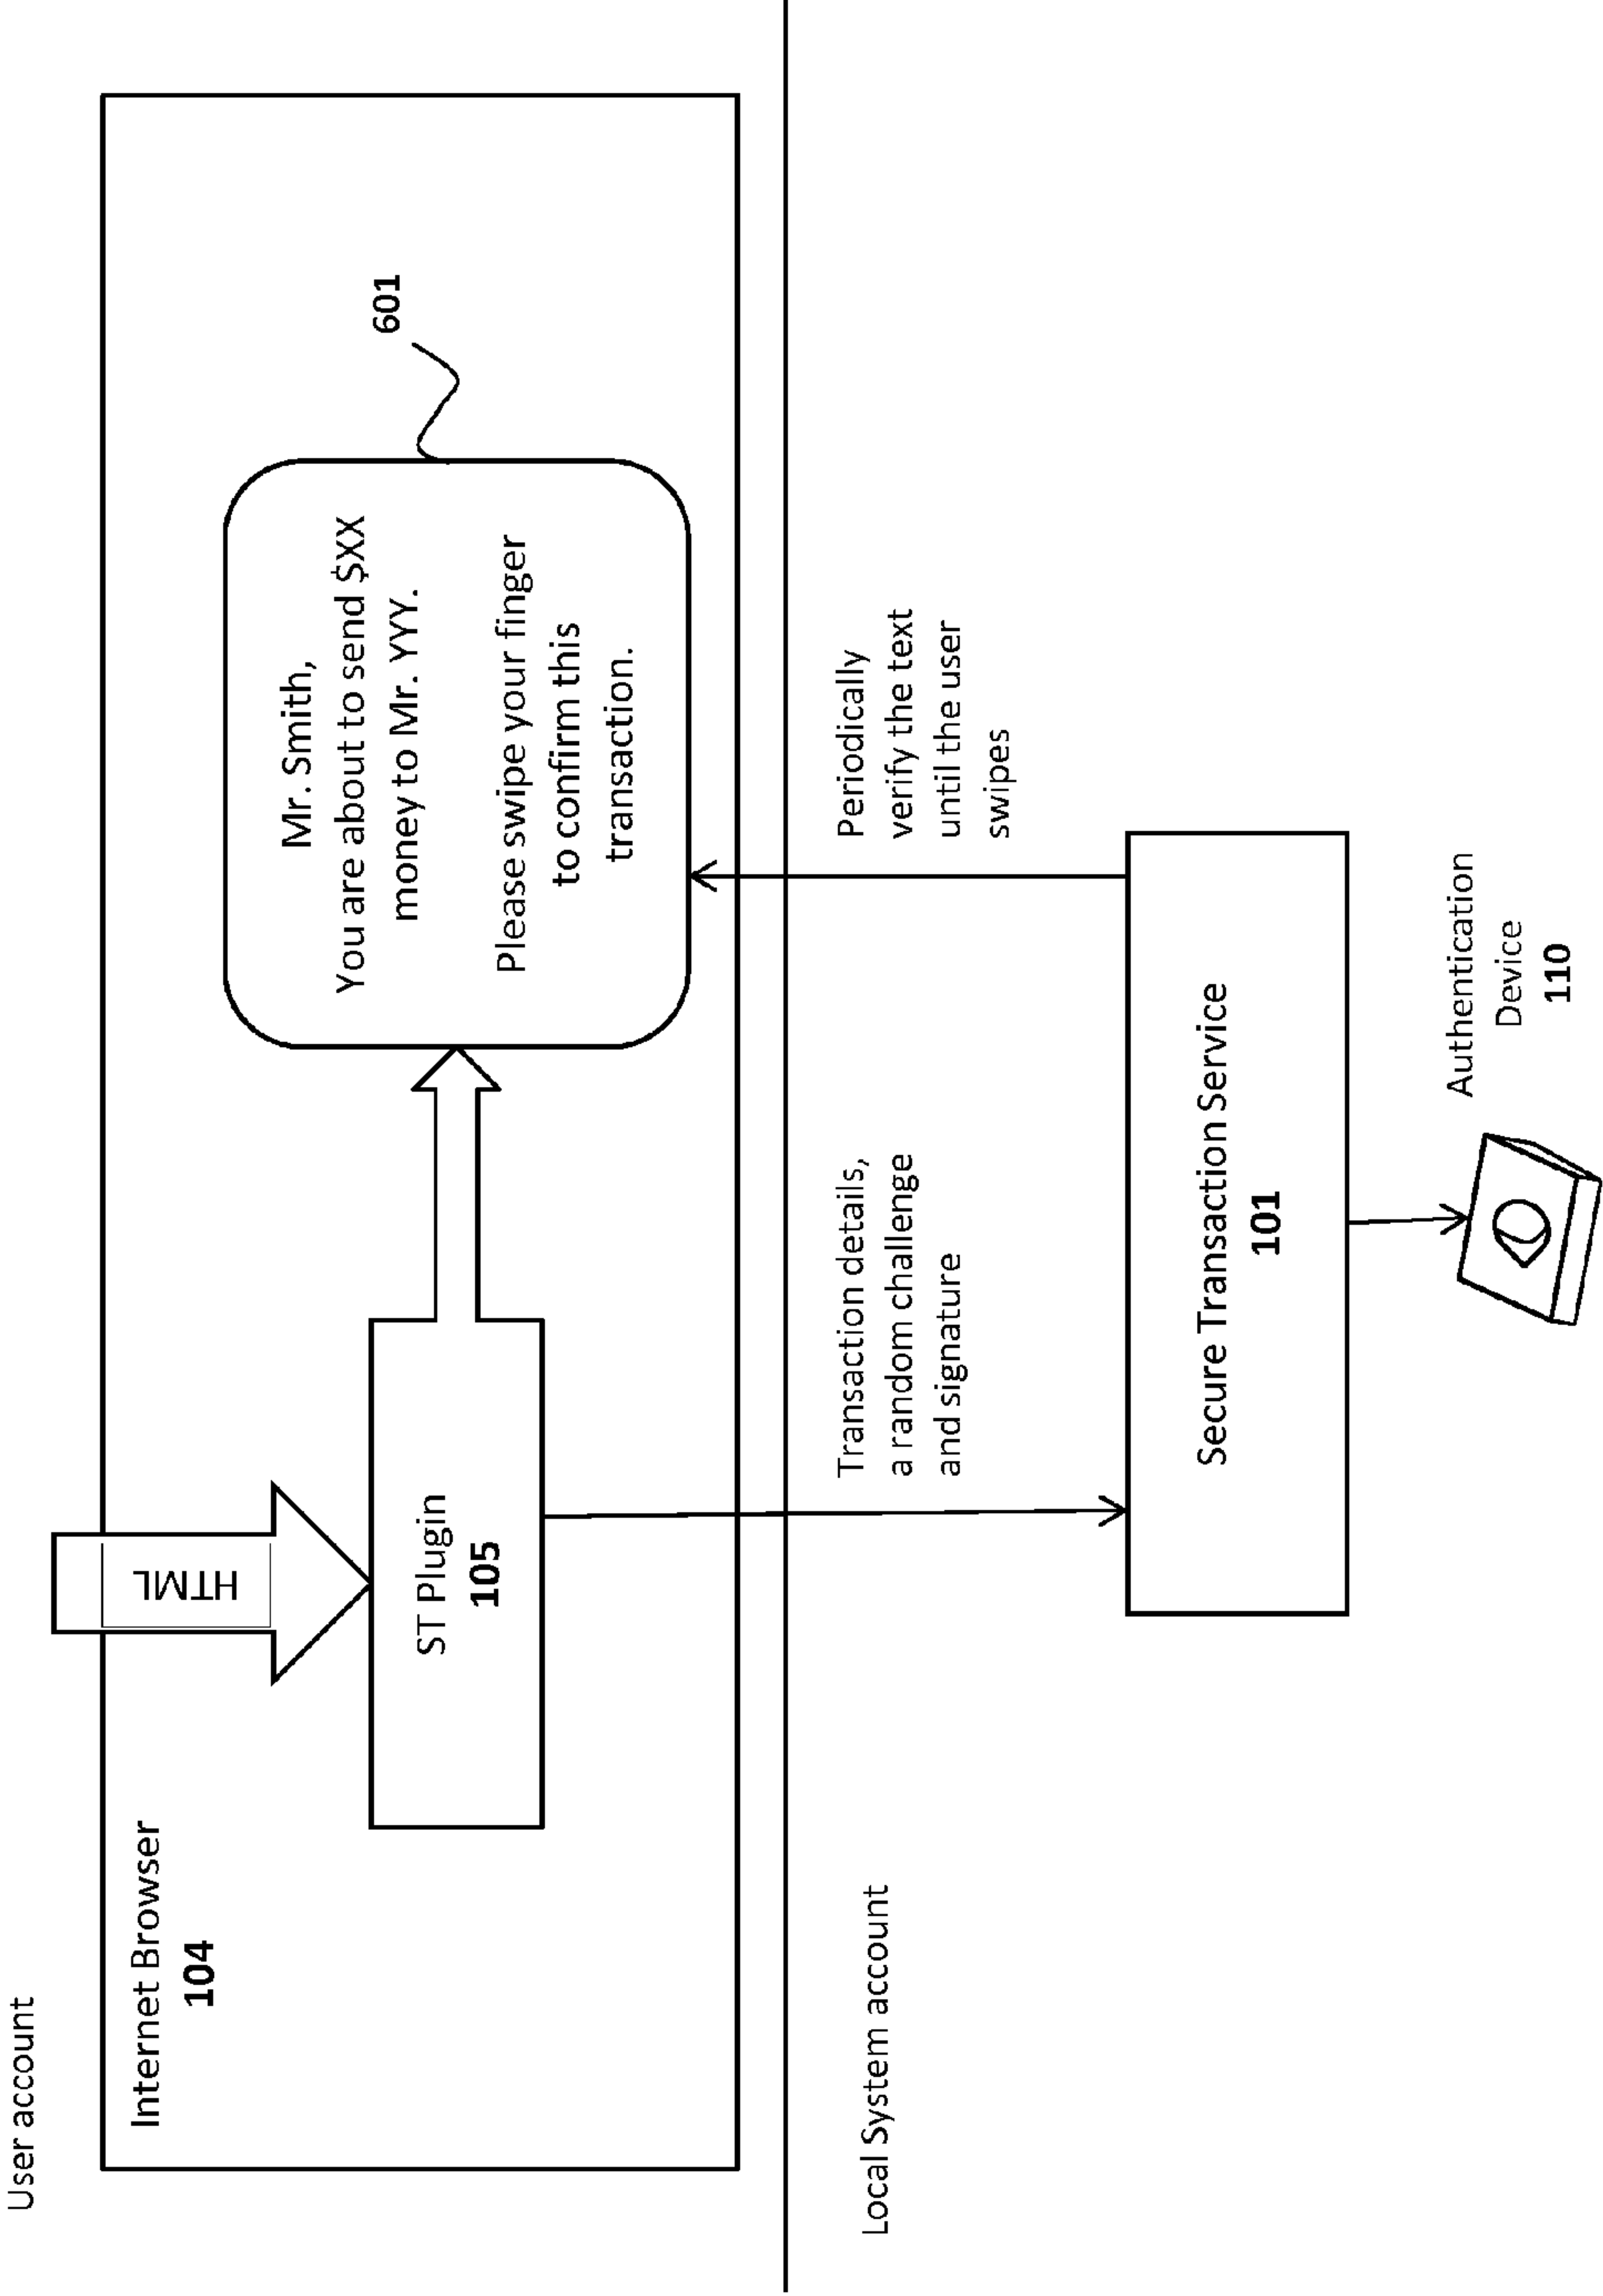 User account
Internet Browser
104
HTML
ST Plugin
105
Mr. Smith,
You are about to send $XX
money to Mr. YYY.
Please swipe your finger
to confirm this
transaction.
601
Transaction details,
a random challenge
and signature
Periodically
verify the text
until the user
swipes
Local System account
Secure Transaction Service
101
Authentication
Device
110